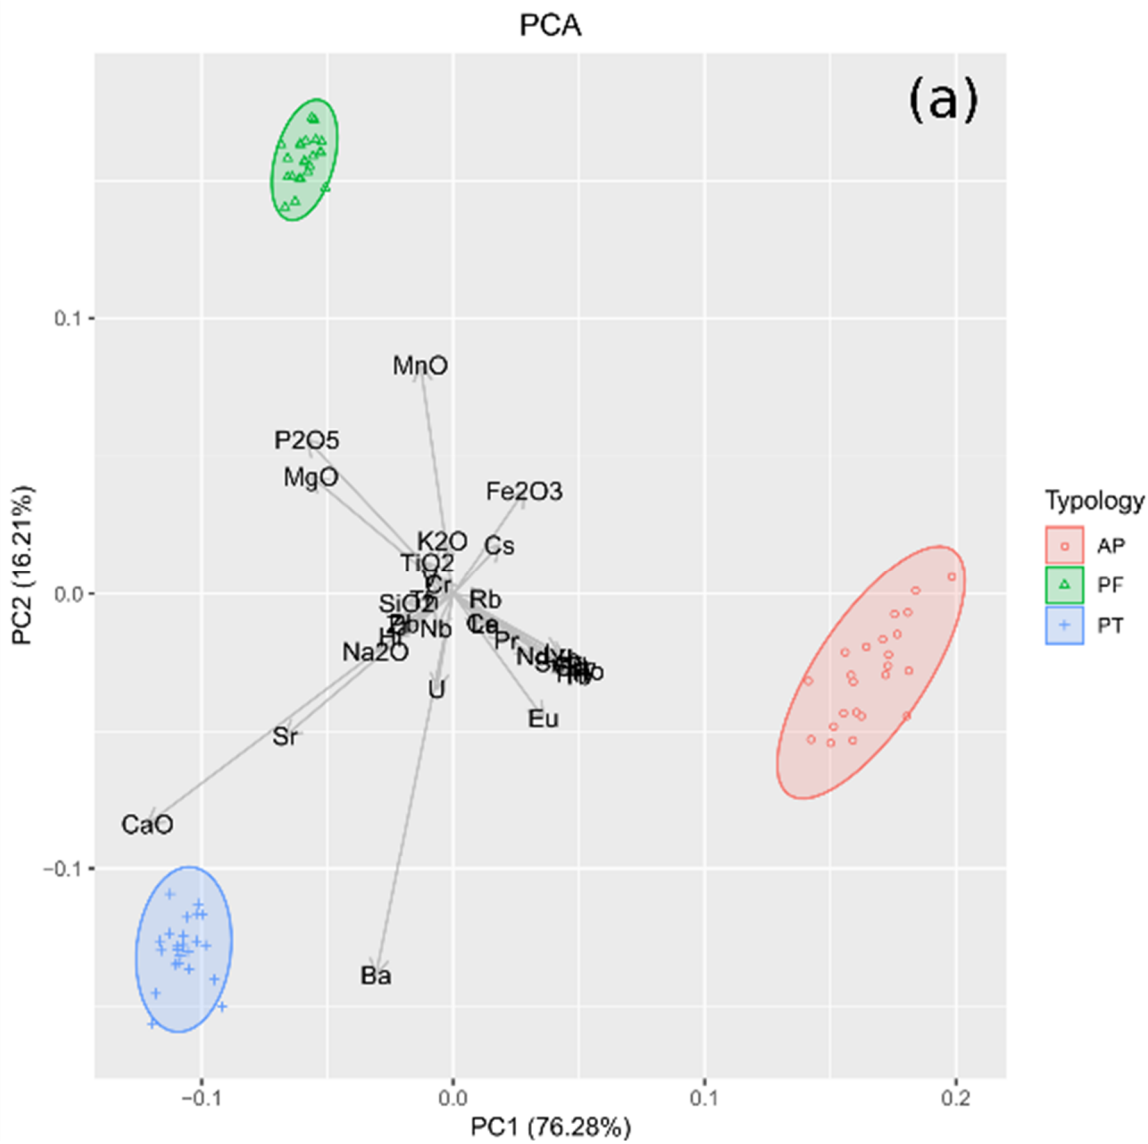 PCA
(a)
0.1
0.0
−0.1
PC2 (16.21%)
MnO
P2O5
MgO
Fe2O3
K2O
Cs
TiO2
Cr
Rb
SiO2
Nb
Pr
Na2O
Nd
U
Eu
Sr
CaO
Ba
−0.1
0.0
0.1
0.2
PC1 (76.28%)
Typology
AP
PF
PT